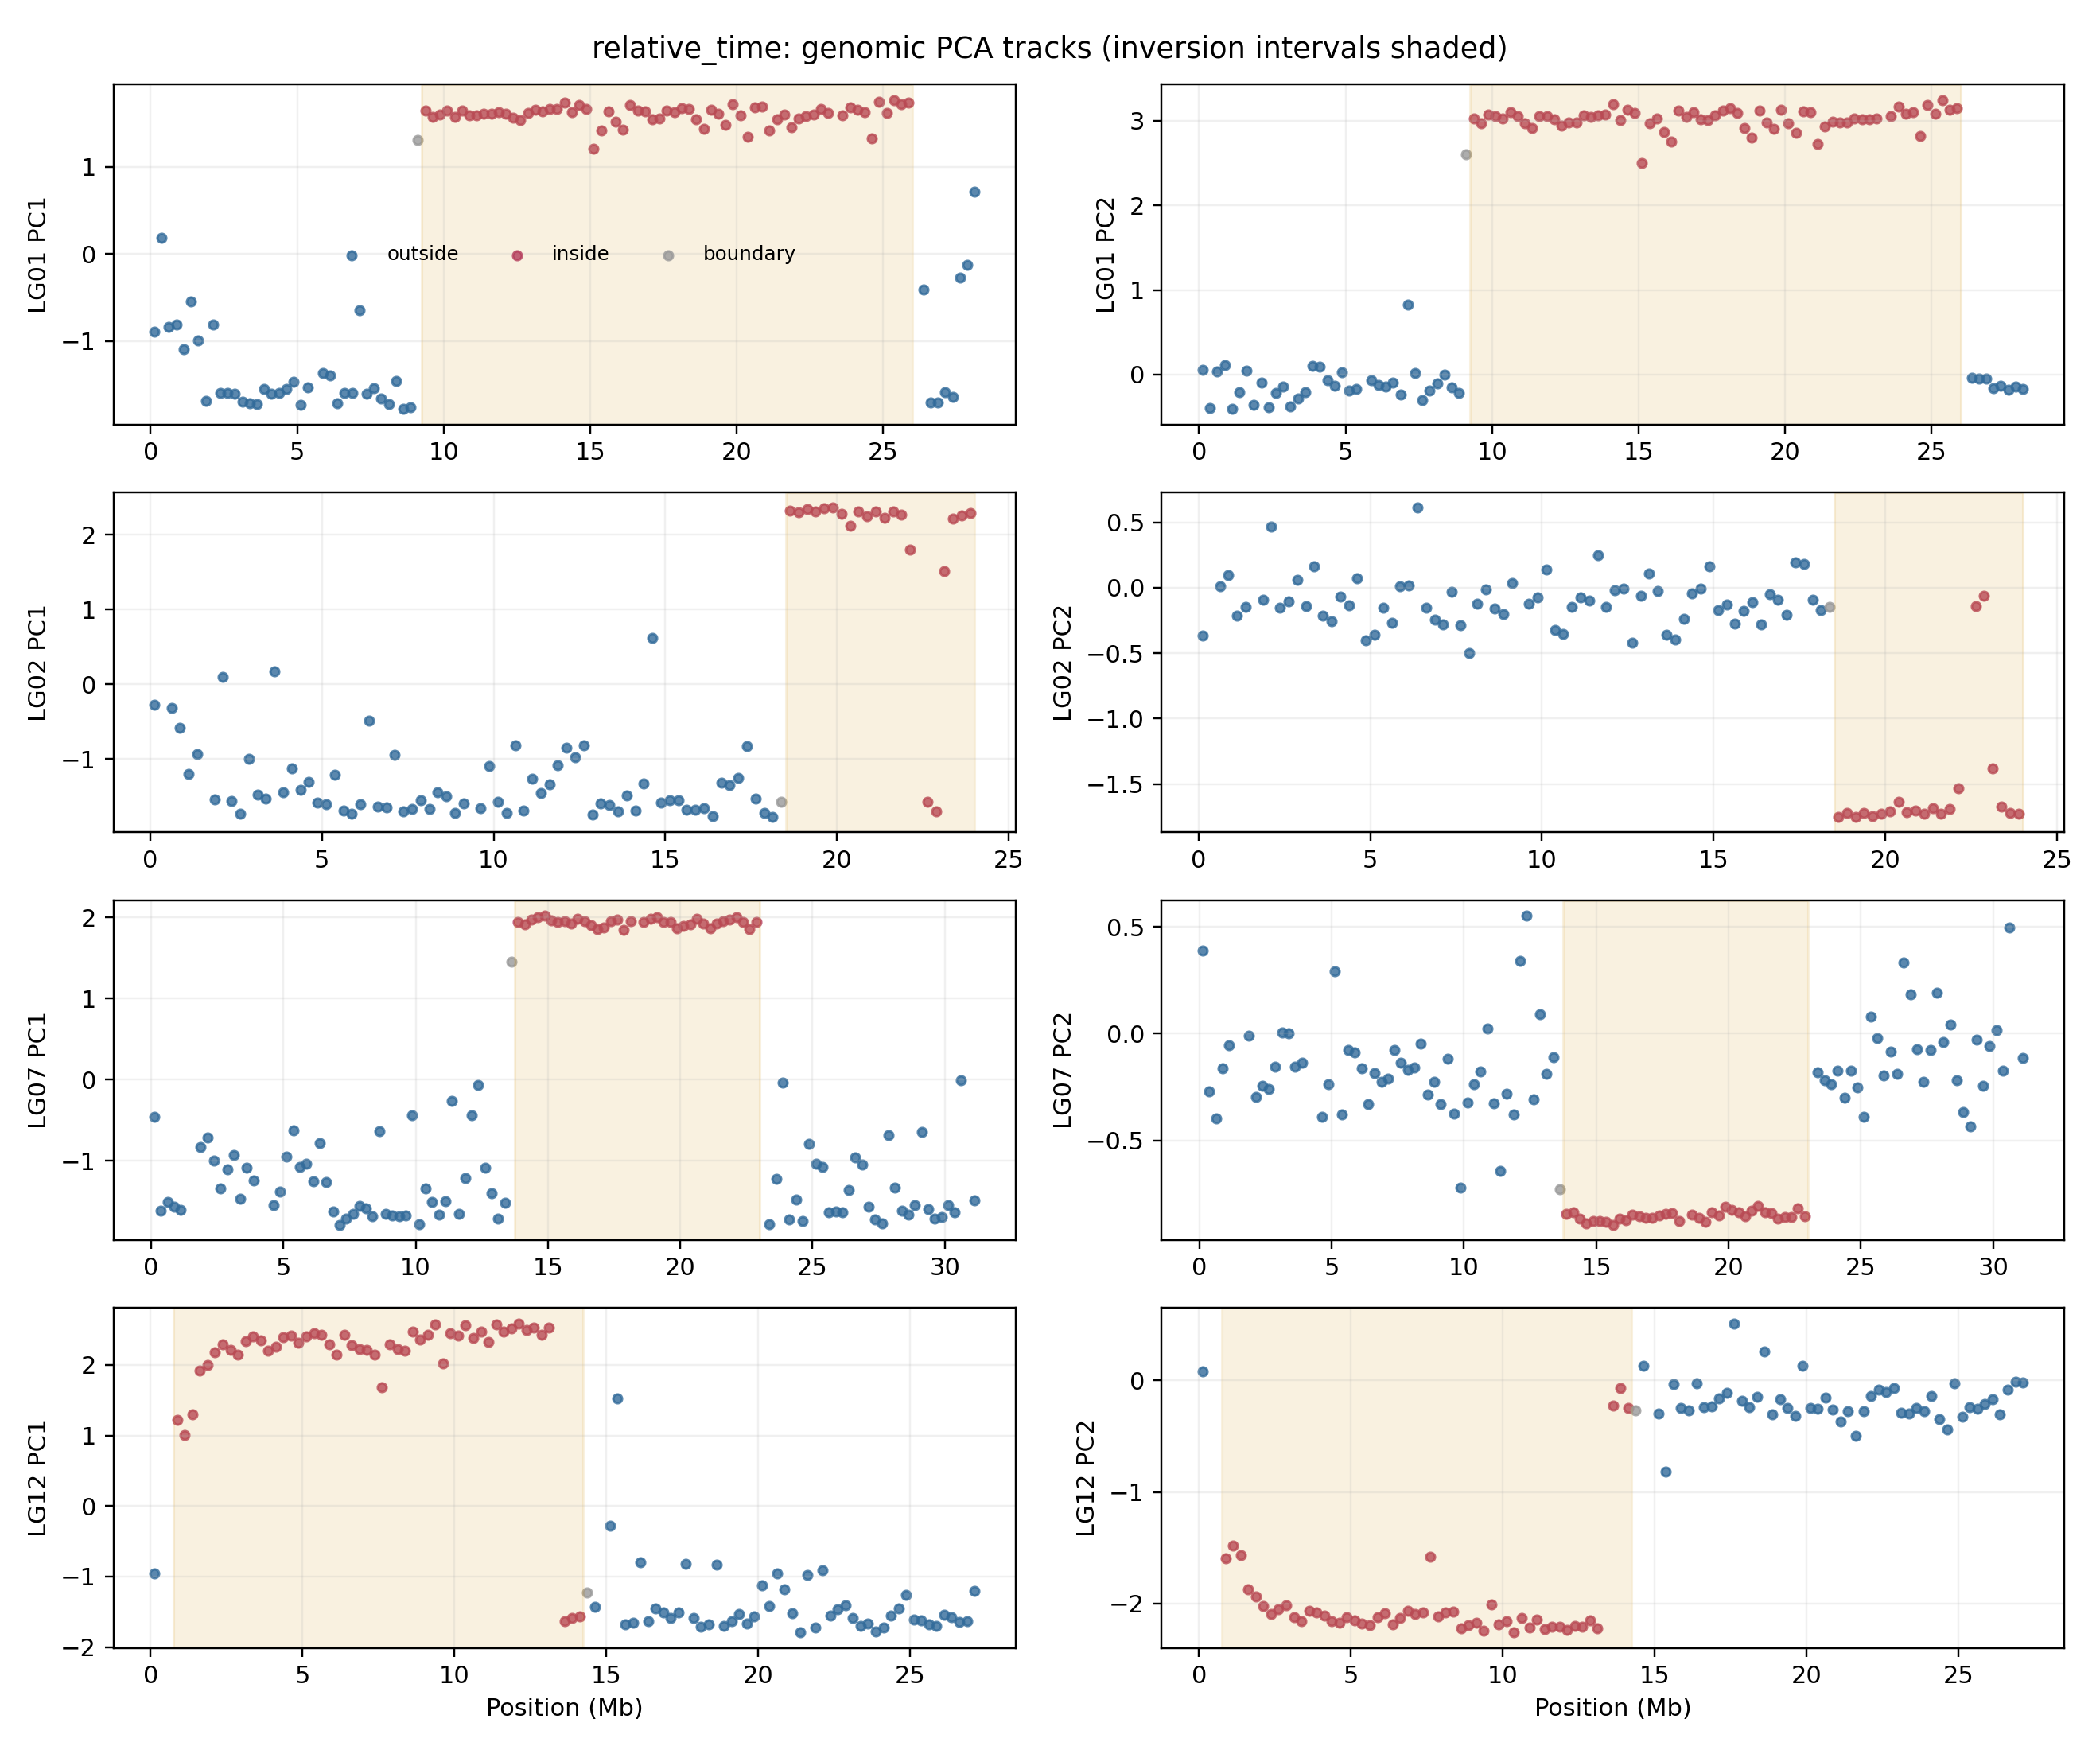 relative_time: genomic PCA tracks (inversion intervals shaded)
LG01 PC1
1
0
−1
outside inside boundary
0 5 10 15 20 25
LG01 PC2
3
2
1
0
0 5 10 15 20 25
LG02 PC1
2
1
0
−1
0 5 10 15 20 25
LG02 PC2
0.5
0.0
−0.5
−1.0
−1.5
0 5 10 15 20 25
LG07 PC1
2
1
0
−1
0 5 10 15 20 25 30
LG07 PC2
0.5
0.0
−0.5
0 5 10 15 20 25 30
LG12 PC1
2
1
0
−1
−2
0 5 10 15 20 25
Position (Mb)
LG12 PC2
0
−1
−2
0 5 10 15 20 25
Position (Mb)